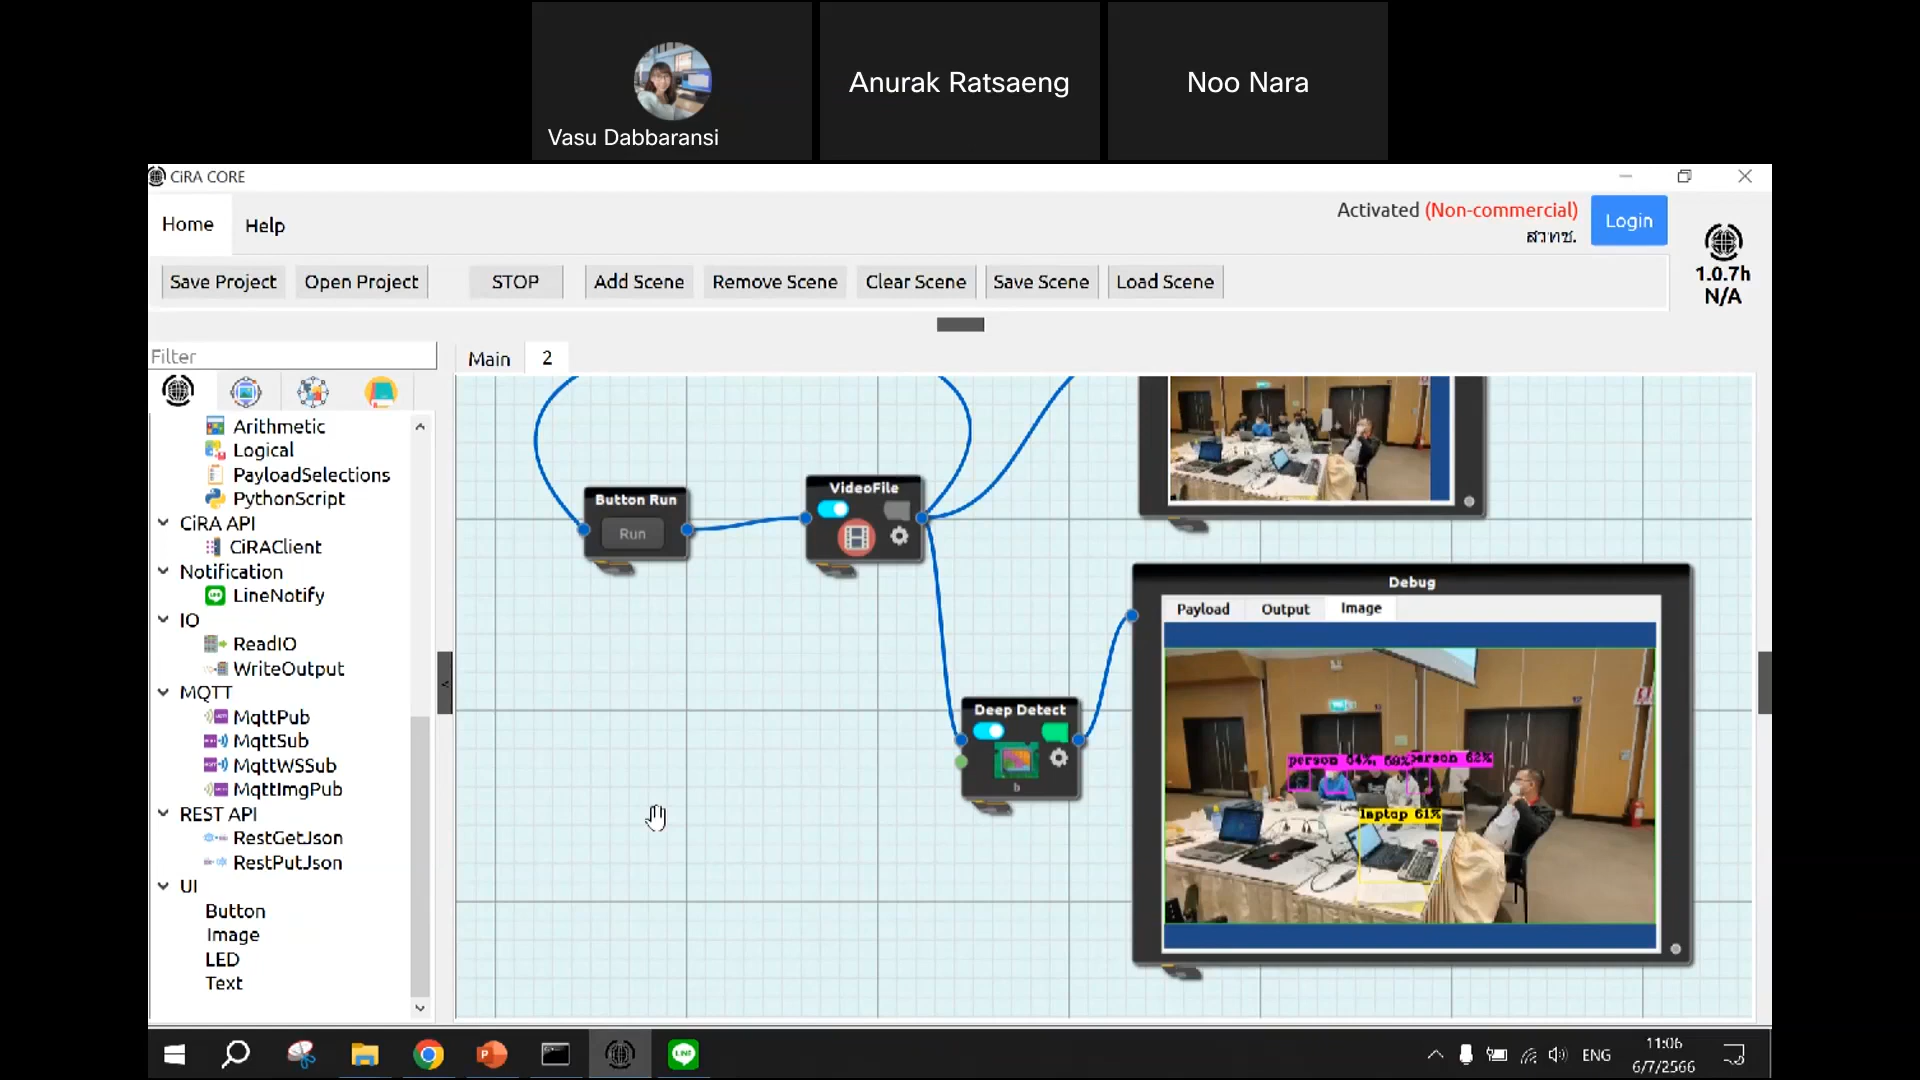 Vasu Dabbaransi
Anurak Ratsaeng
Noo Nara
CiRA CORE
Home
Help
Activated (Non-commercial)
สวทช.
Login
1.0.7h
N/A
Save Project
Open Project
STOP
Add Scene
Remove Scene
Clear Scene
Save Scene
Load Scene
Filter
Main
2
Arithmetic
Logical
PayloadSelections
PythonScript
CiRA API
CiRAClient
Notification
LineNotify
IO
ReadIO
WriteOutput
MQTT
MqttPub
MqttSub
MqttWSSub
MqttImgPub
REST API
RestGetJson
RestPutJson
UI
Button
Image
LED
Text
Button Run
Run
VideoFile
Deep Detect
b
Debug
Payload
Output
Image
person 64%,
person 62%
laptop 61%
ENG
11:06
6/7/2566